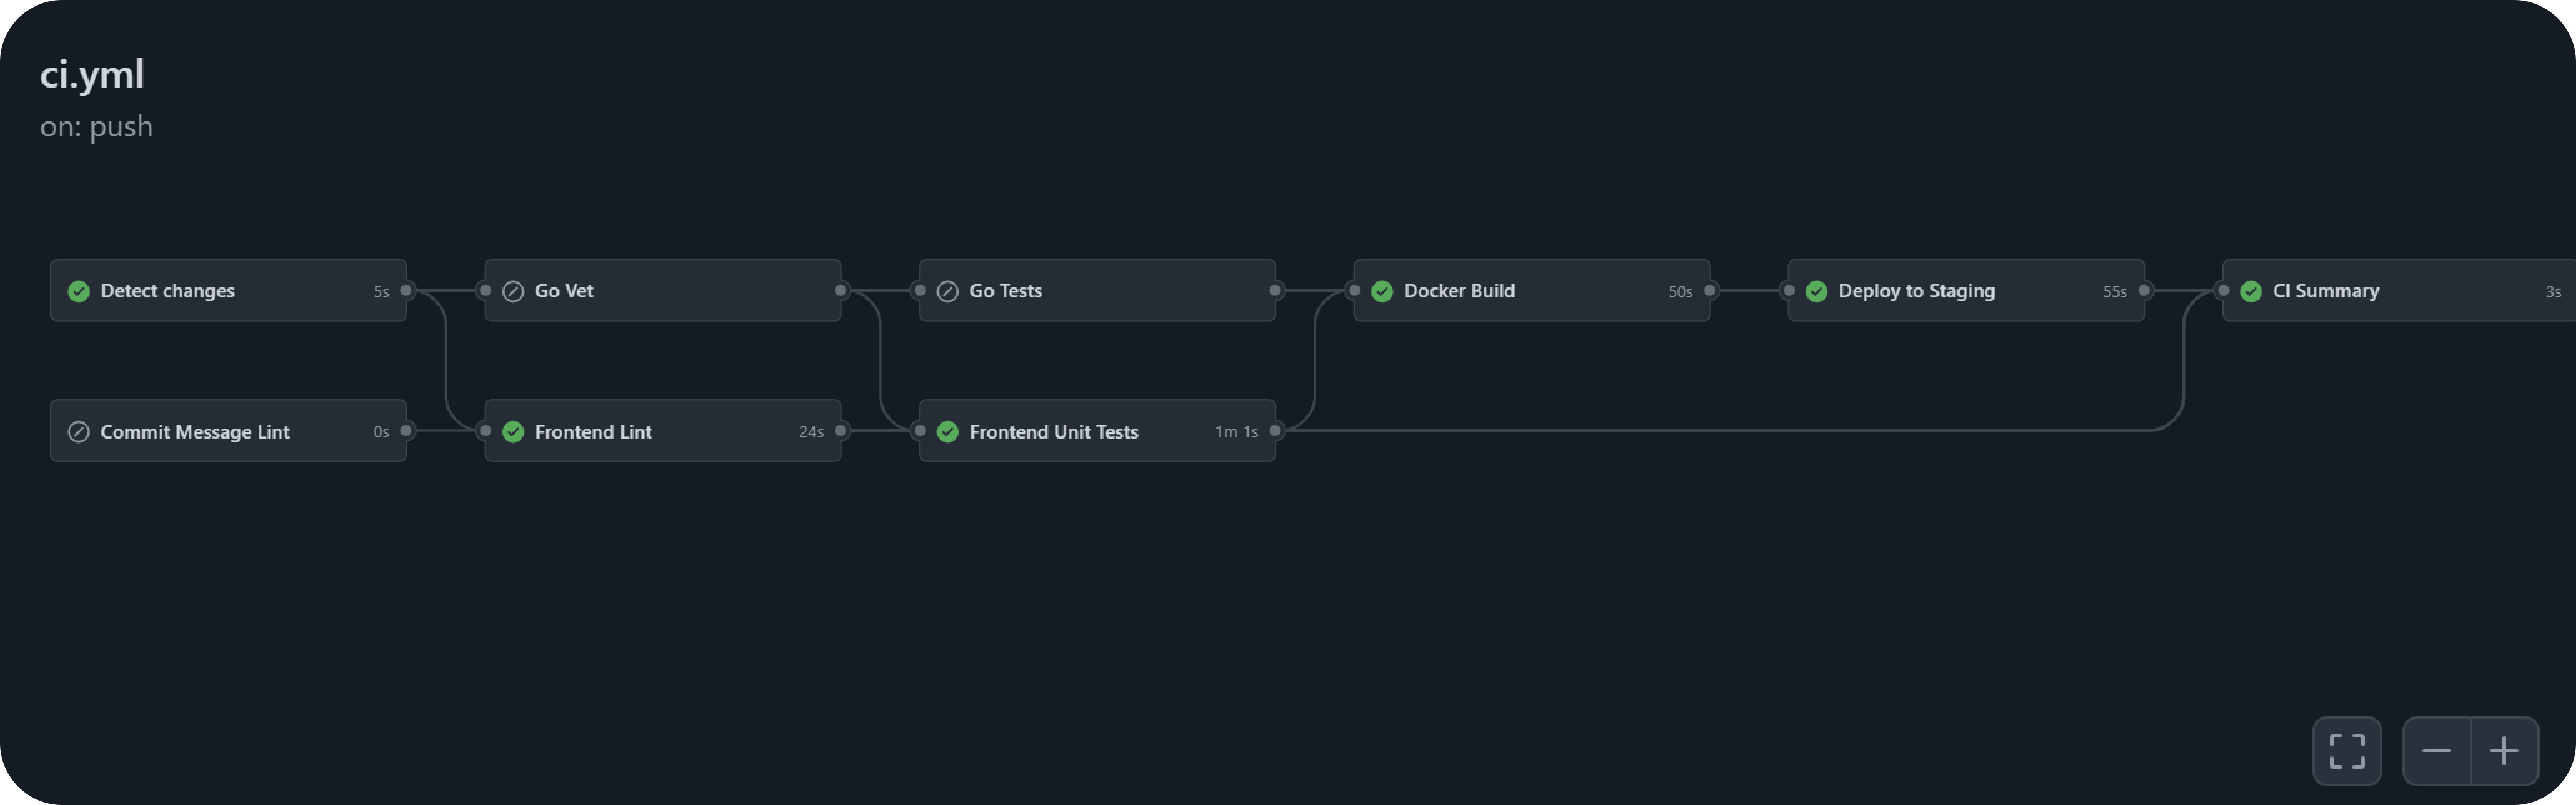 ci.yml
on: push
Detect changes 5s
Go Vet
Go Tests
Docker Build 50s
Deploy to Staging 55s
CI Summary 3s
Commit Message Lint 0s
Frontend Lint 24s
Frontend Unit Tests 1m 1s